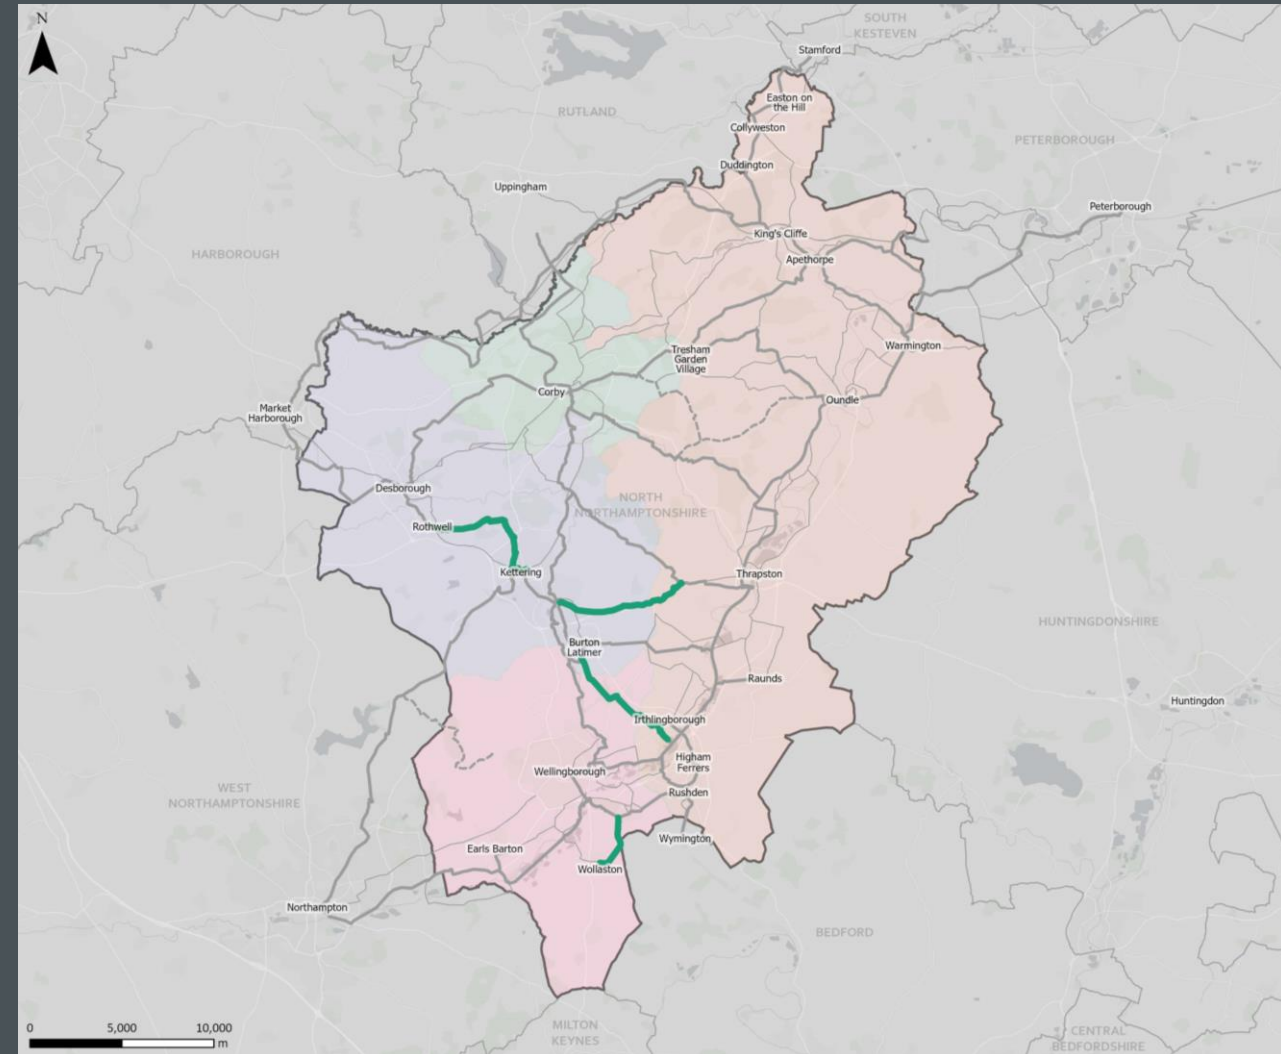 N
SOUTH
KESTEVEN
Stamford
Easton on
the Hill
RUTLAND
Collyweston
PETERBOROUGH
Duddington
Uppingham
Peterborough
King's Cliffe
HARBOROUGH
Apethorpe
Warmington
Tresham
Garden
Village
Corby
Oundle
Market
Harborough
Desborough
NORTH
NORTHAMPTONSHIRE
Rothwell
Kettering
Thrapston
HUNTINGDONSHIRE
Burton
Latimer
Raunds
Huntingdon
Irthlingborough
Higham
Ferrers
Wellingborough
WEST
NORTHAMPTONSHIRE
Rushden
Wymington
Earls Barton
Wollaston
Northampton
BEDFORD
0 5,000 10,000
m
MILTON
KEYNES
CENTRAL
BEDFORDSHIRE